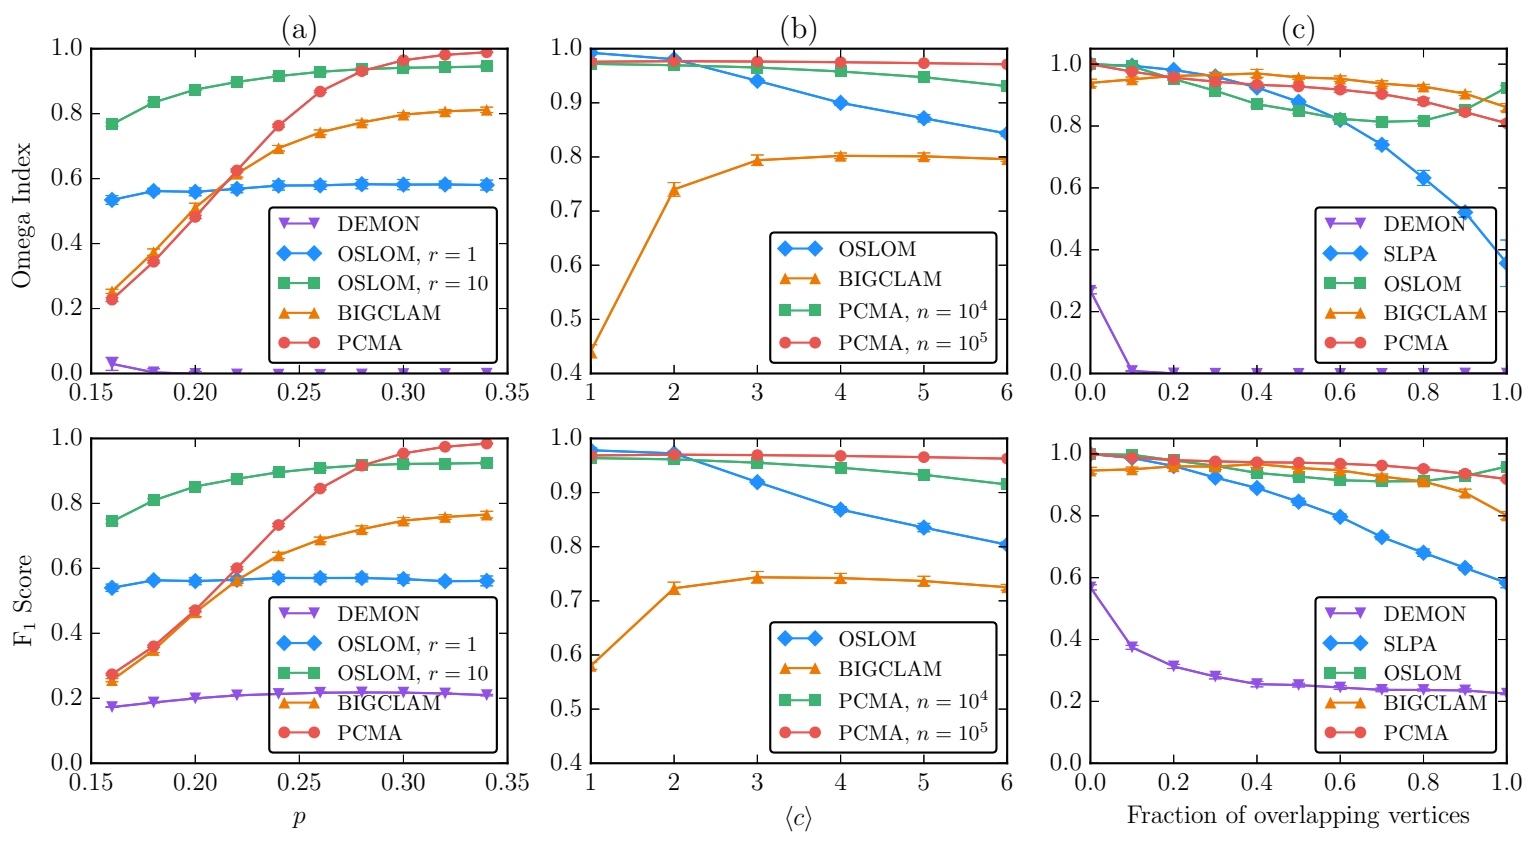 (a)
(b)
(c)
Omega Index
1.0
0.8
0.6
0.4
0.2
0.0
0.15 0.20 0.25 0.30 0.35
DEMON
OSLOM, r = 1
OSLOM, r = 10
BIGCLAM
PCMA
1.0
0.9
0.8
0.7
0.6
0.5
0.4
1 2 3 4 5 6
OSLOM
BIGCLAM
PCMA, n = 10⁴
PCMA, n = 10⁵
1.0
0.8
0.6
0.4
0.2
0.0
0.0 0.2 0.4 0.6 0.8 1.0
DEMON
SLPA
OSLOM
BIGCLAM
PCMA
F₁ Score
1.0
0.8
0.6
0.4
0.2
0.0
0.15 0.20 0.25 0.30 0.35
p
DEMON
OSLOM, r = 1
OSLOM, r = 10
BIGCLAM
PCMA
1.0
0.9
0.8
0.7
0.6
0.5
0.4
1 2 3 4 5 6
⟨c⟩
OSLOM
BIGCLAM
PCMA, n = 10⁴
PCMA, n = 10⁵
1.0
0.8
0.6
0.4
0.2
0.0
0.0 0.2 0.4 0.6 0.8 1.0
Fraction of overlapping vertices
DEMON
SLPA
OSLOM
BIGCLAM
PCMA